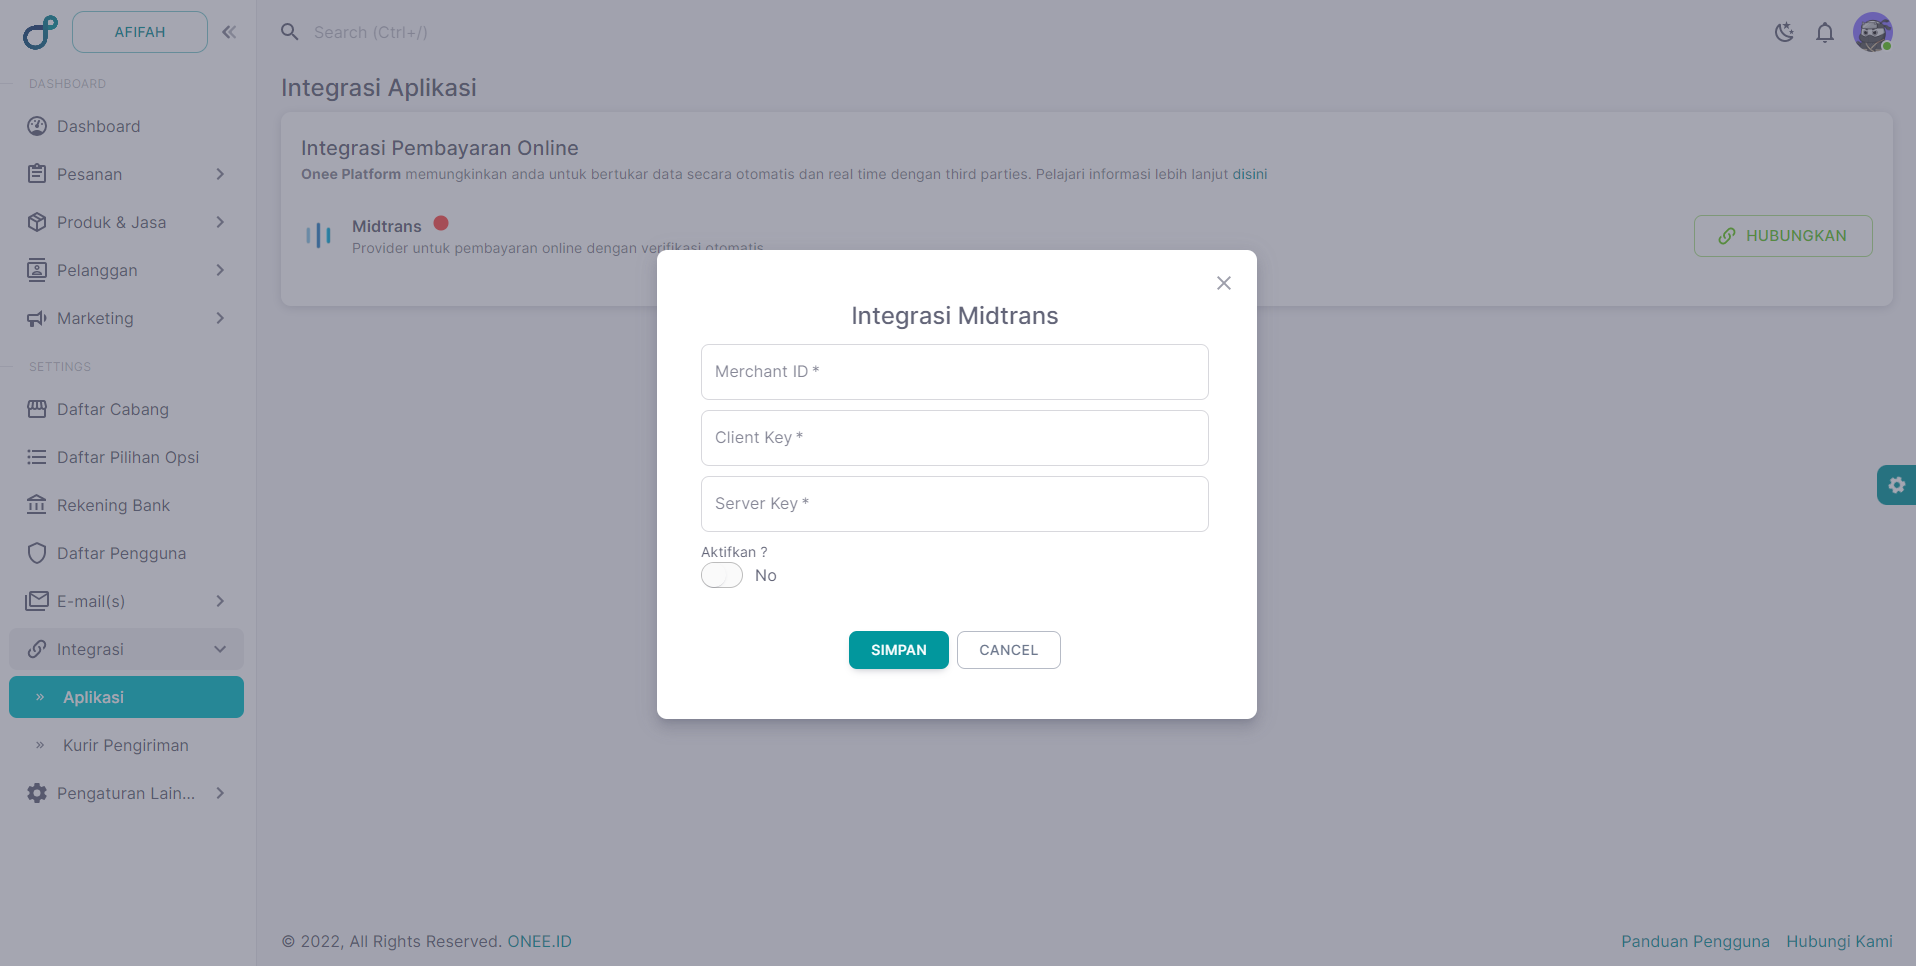 AFIFAH
Search (Ctrl+/)
DASHBOARD
Dashboard
Pesanan
Produk & Jasa
Pelanggan
Marketing
SETTINGS
Daftar Cabang
Daftar Pilihan Opsi
Rekening Bank
Daftar Pengguna
E-mail(s)
Integrasi
» Aplikasi
» Kurir Pengiriman
Pengaturan Lain...
Integrasi Aplikasi
Integrasi Pembayaran Online
Onee Platform memungkinkan anda untuk bertukar data secara otomatis dan real time dengan third parties. Pelajari informasi lebih lanjut disini
Midtrans
Provider untuk pembayaran online dengan verifikasi otomatis
HUBUNGKAN
Integrasi Midtrans
Merchant ID *
Client Key *
Server Key *
Aktifkan ?
No
SIMPAN
CANCEL
© 2022, All Rights Reserved. ONEE.ID
Panduan Pengguna
Hubungi Kami